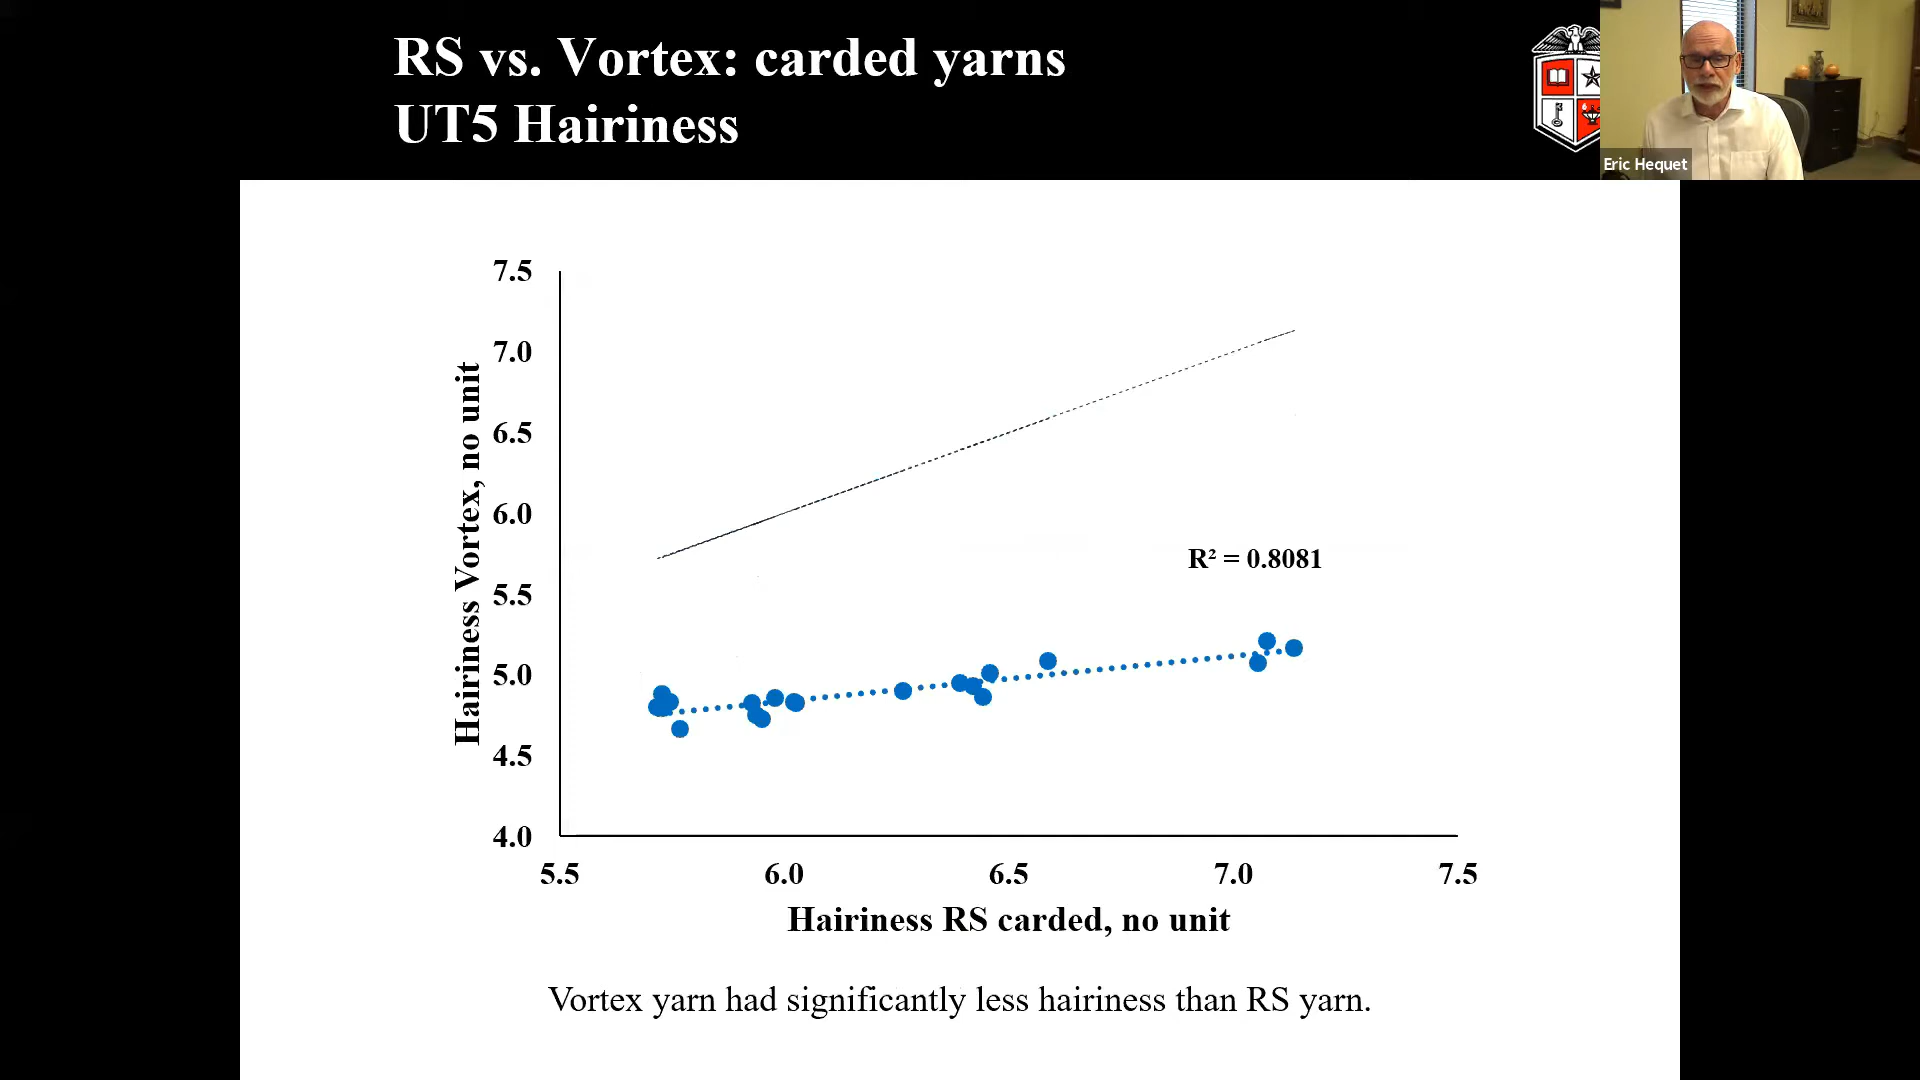 RS vs. Vortex: carded yarns
UT5 Hairiness
Eric Hequet
7.5
7.0
6.5
6.0
5.5
5.0
4.5
4.0
Hairiness Vortex, no unit
R² = 0.8081
5.5 6.0 6.5 7.0 7.5
Hairiness RS carded, no unit
Vortex yarn had significantly less hairiness than RS yarn.